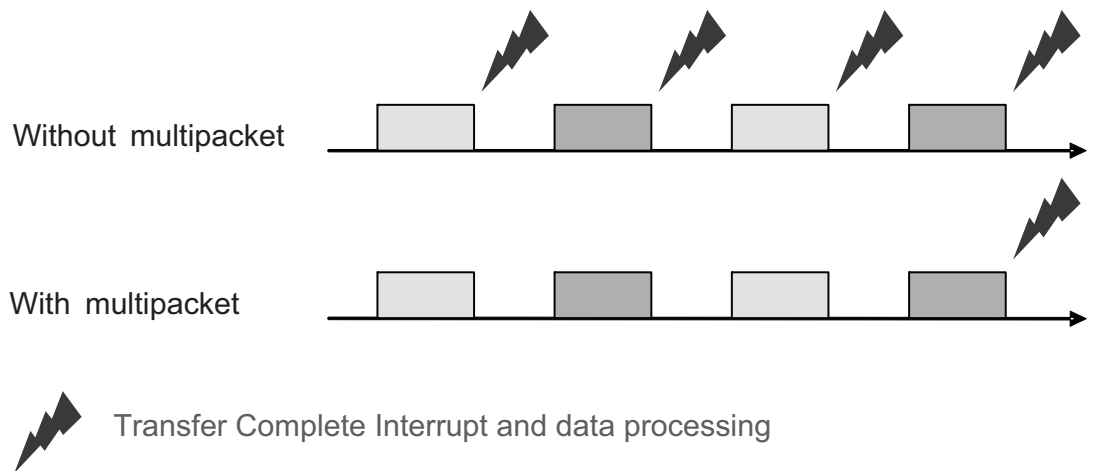 Without multipacket
With multipacket
Transfer Complete Interrupt and data processing